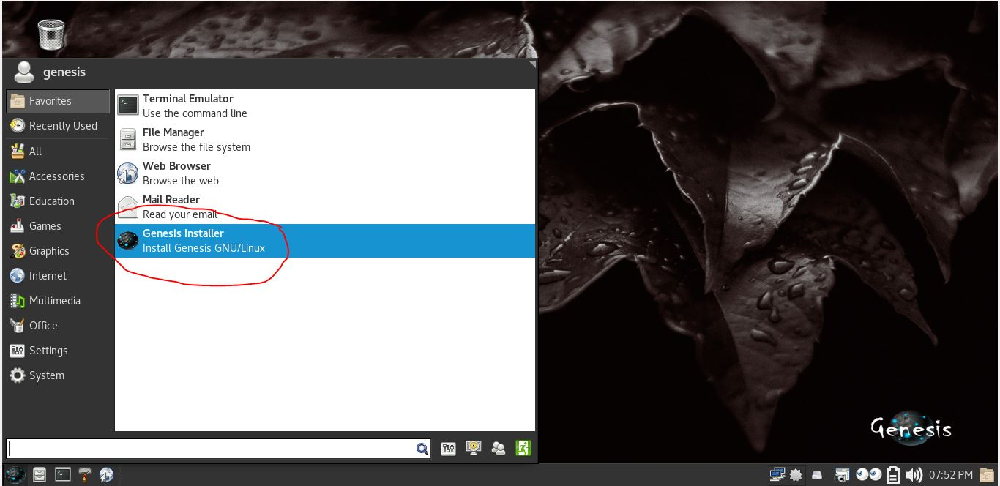 genesis
Favorites
Recently Used
All
Accessories
Education
Games
Graphics
Internet
Multimedia
Office
Settings
System
Terminal Emulator
Use the command line
File Manager
Browse the file system
Web Browser
Browse the web
Mail Reader
Read your email
Genesis Installer
Install Genesis GNU/Linux
Genesis
07:52 PM